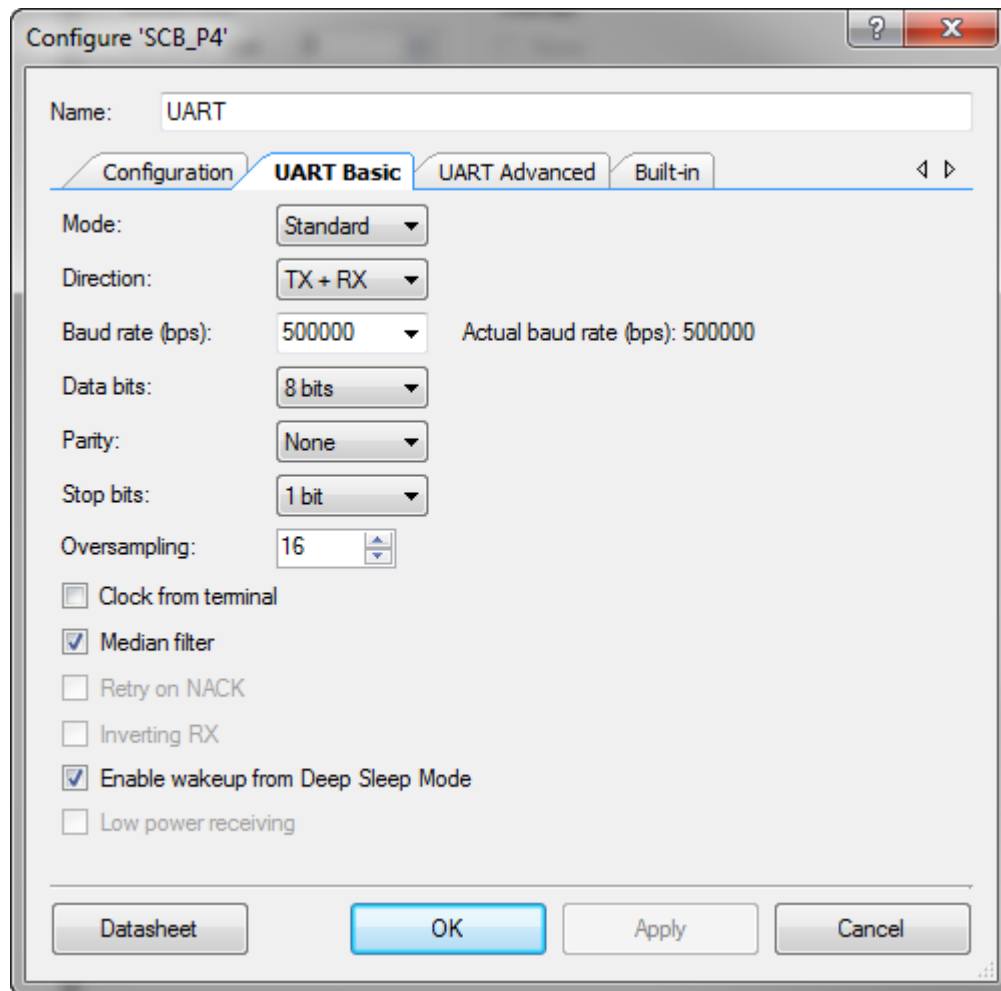 Configure 'SCB_P4'
Name: UART
Configuration UART Basic UART Advanced Built-in
Mode: Standard
Direction: TX + RX
Baud rate (bps): 500000 Actual baud rate (bps): 500000
Data bits: 8 bits
Parity: None
Stop bits: 1 bit
Oversampling: 16
Clock from terminal
Median filter
Retry on NACK
Inverting RX
Enable wakeup from Deep Sleep Mode
Low power receiving
Datasheet OK Apply Cancel